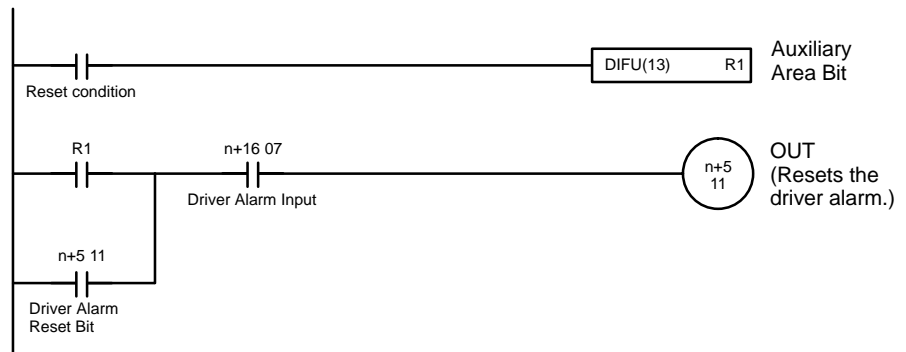 Reset condition
DIFU(13) R1
Auxiliary
Area Bit
R1
n+16 07
Driver Alarm Input
n+5
11
OUT
(Resets the
driver alarm.)
n+5 11
Driver Alarm
Reset Bit